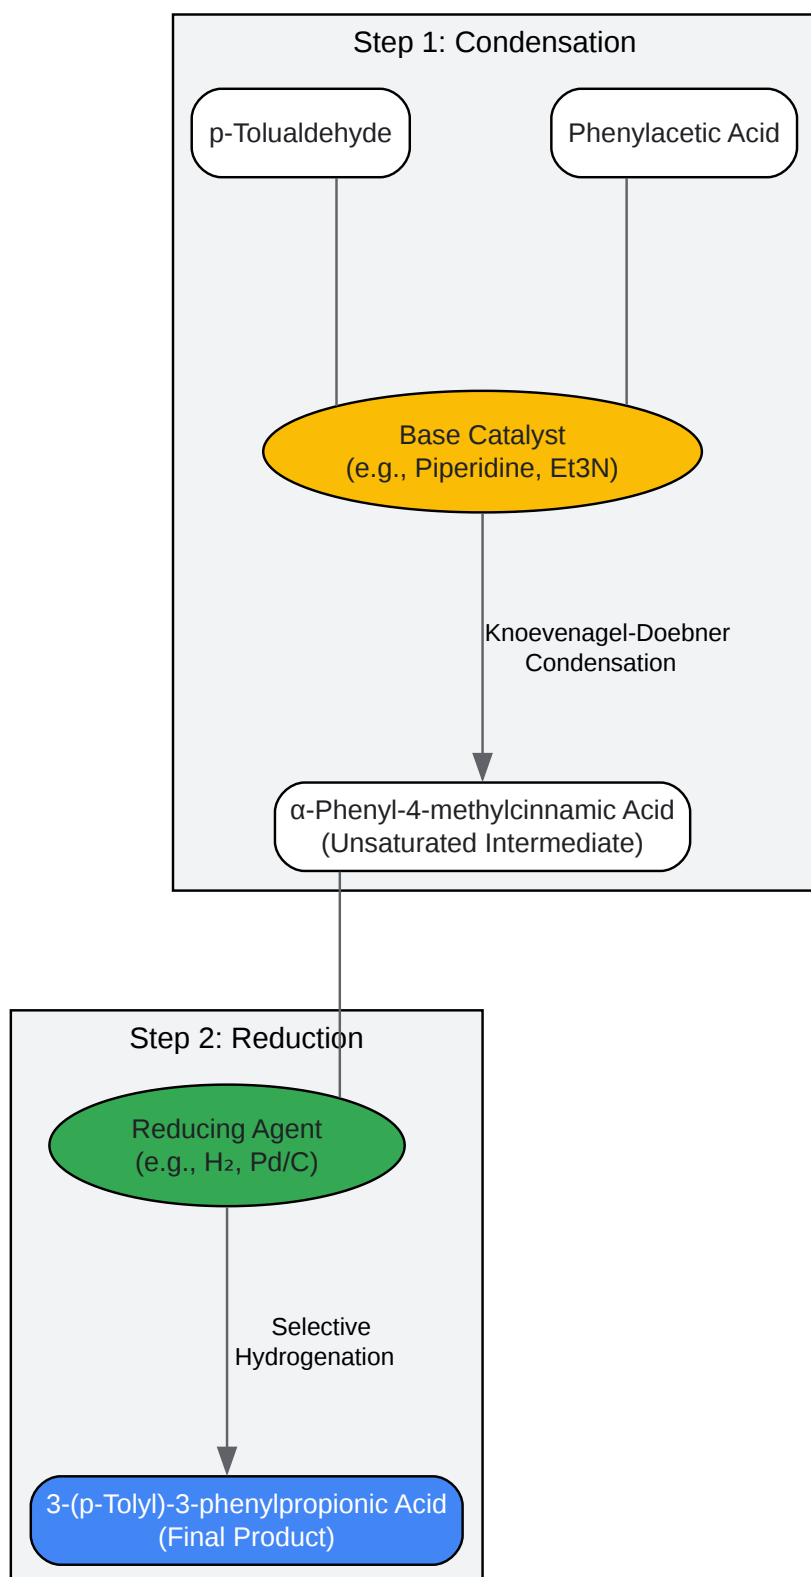 Step 1: Condensation
p-Tolualdehyde
Phenylacetic Acid
Base Catalyst
(e.g., Piperidine, Et3N)
Knoevenagel-Doebner
Condensation
α-Phenyl-4-methylcinnamic Acid
(Unsaturated Intermediate)
Step 2: Reduction
Reducing Agent
(e.g., H₂, Pd/C)
Selective
Hydrogenation
3-(p-Tolyl)-3-phenylpropionic Acid
(Final Product)